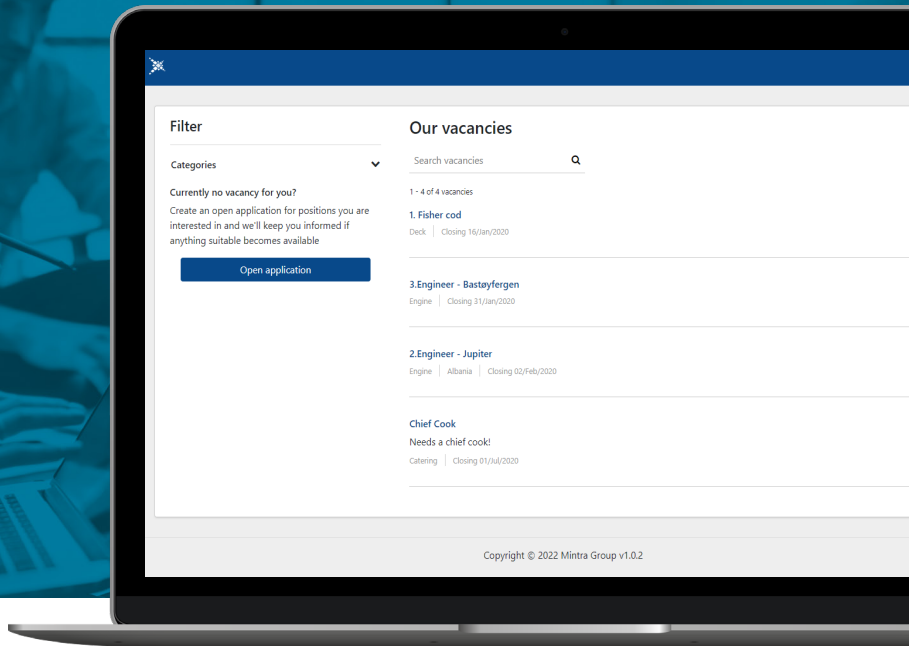 Filter
Categories
Currently no vacancy for you?
Create an open application for positions you are
interested in and we'll keep you informed if
anything suitable becomes available
Open application
Our vacancies
Search vacancies
1 - 4 of 4 vacancies
1. Fisher cod
Deck | Closing 16/Jan/2020
3.Engineer - Bastøyfergen
Engine | Closing 31/Jan/2020
2.Engineer - Jupiter
Engine | Albania | Closing 02/Feb/2020
Chief Cook
Needs a chief cook!
Catering | Closing 01/Jul/2020
Copyright © 2022 Mintra Group v1.0.2